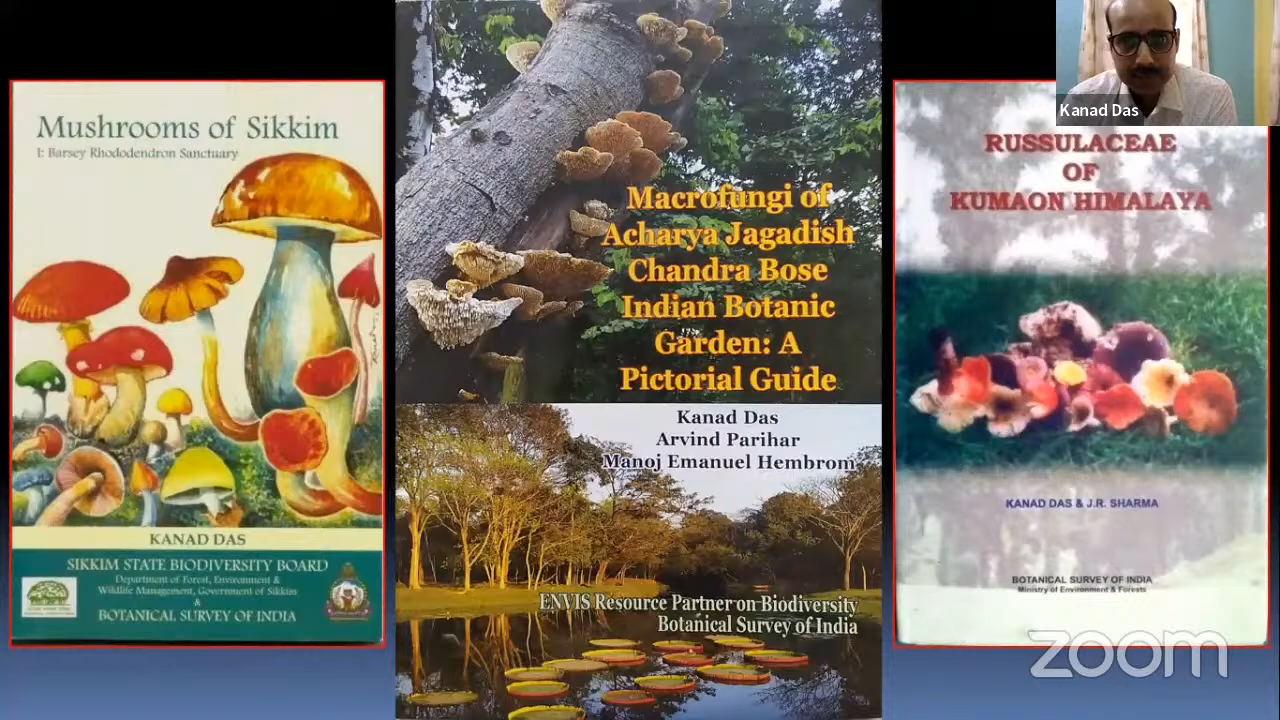 Mushrooms of Sikkim
I: Barsey Rhododendron Sanctuary
KANAD DAS
SIKKIM STATE BIODIVERSITY BOARD
Department of Forest, Environment &
Wildlife Management, Government of Sikkim
&
BOTANICAL SURVEY OF INDIA
Macrofungi of
Acharya Jagadish
Chandra Bose
Indian Botanic
Garden: A
Pictorial Guide
Kanad Das
Arvind Parihar
Manoj Emanuel Hembrom
ENVIS Resource Partner on Biodiversity
Botanical Survey of India
Kanad Das
RUSSULACEAE
OF
KUMAON HIMALAYA
KANAD DAS & J.R. SHARMA
BOTANICAL SURVEY OF INDIA
Ministry of Environment & Forests
zoom